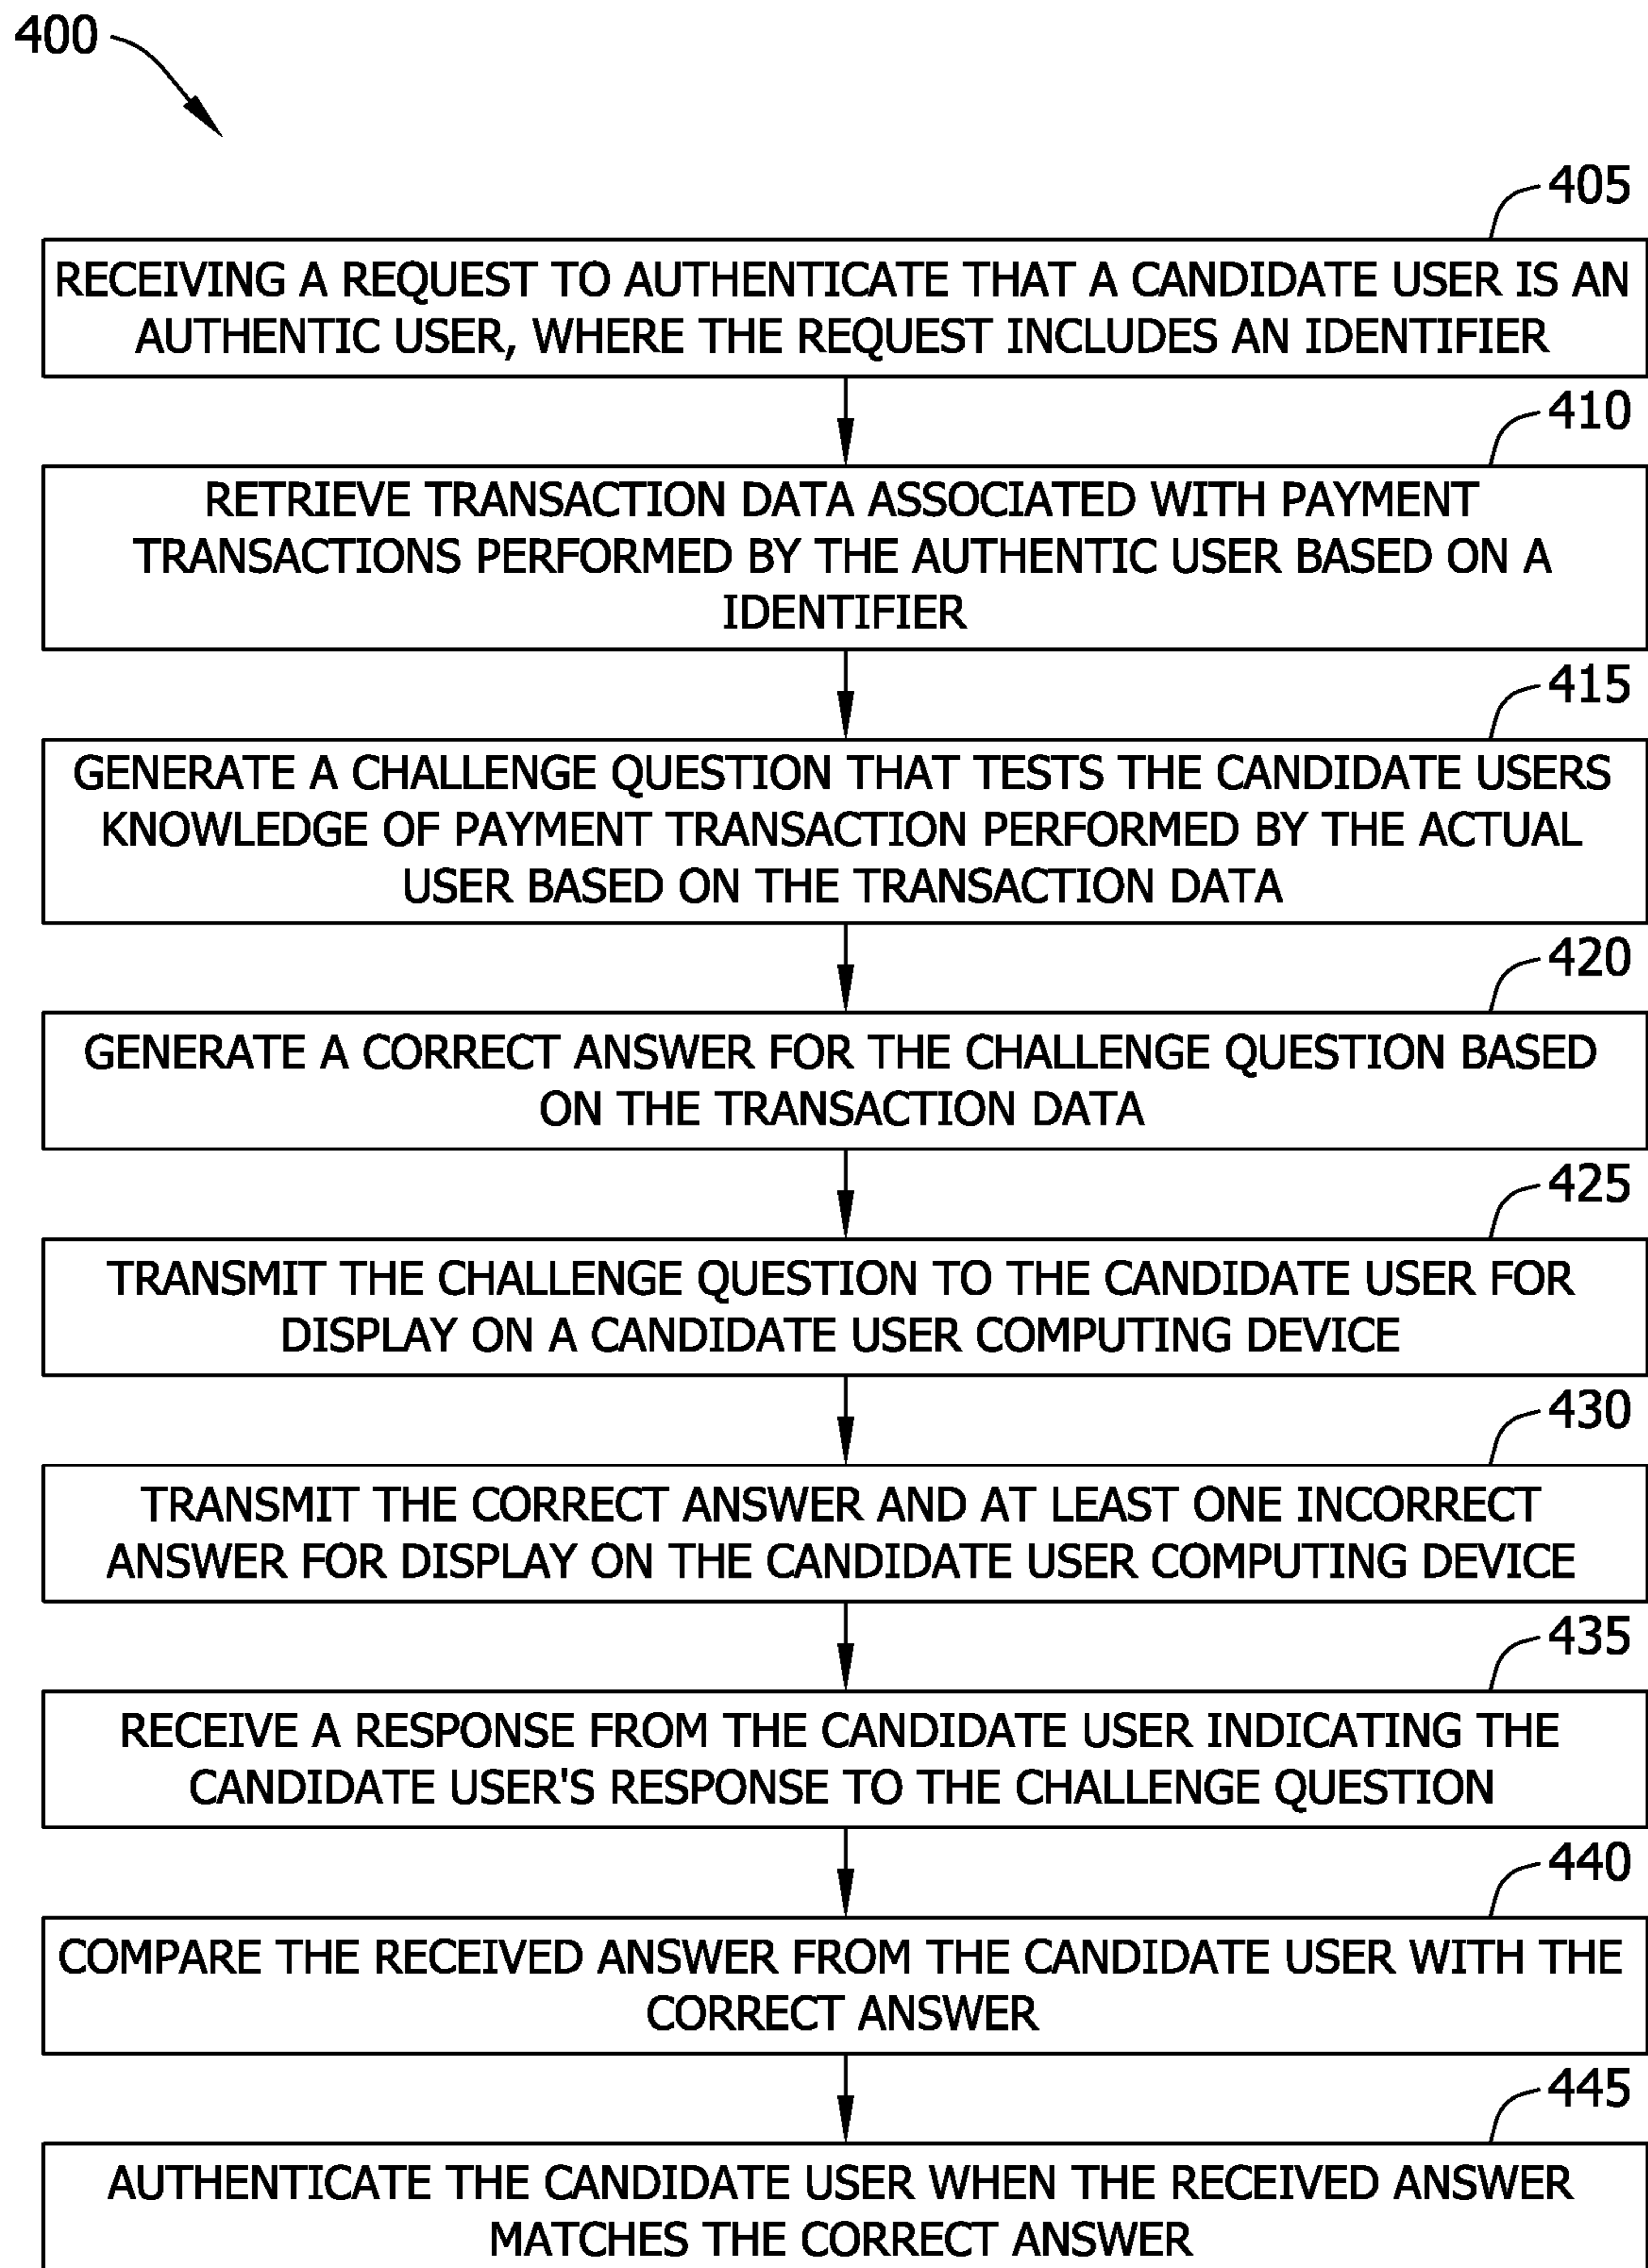 400
405
RECEIVING A REQUEST TO AUTHENTICATE THAT A CANDIDATE USER IS AN
AUTHENTIC USER, WHERE THE REQUEST INCLUDES AN IDENTIFIER
410
RETRIEVE TRANSACTION DATA ASSOCIATED WITH PAYMENT
TRANSACTIONS PERFORMED BY THE AUTHENTIC USER BASED ON A
IDENTIFIER
415
GENERATE A CHALLENGE QUESTION THAT TESTS THE CANDIDATE USERS
KNOWLEDGE OF PAYMENT TRANSACTION PERFORMED BY THE ACTUAL
USER BASED ON THE TRANSACTION DATA
420
GENERATE A CORRECT ANSWER FOR THE CHALLENGE QUESTION BASED
ON THE TRANSACTION DATA
425
TRANSMIT THE CHALLENGE QUESTION TO THE CANDIDATE USER FOR
DISPLAY ON A CANDIDATE USER COMPUTING DEVICE
430
TRANSMIT THE CORRECT ANSWER AND AT LEAST ONE INCORRECT
ANSWER FOR DISPLAY ON THE CANDIDATE USER COMPUTING DEVICE
435
RECEIVE A RESPONSE FROM THE CANDIDATE USER INDICATING THE
CANDIDATE USER'S RESPONSE TO THE CHALLENGE QUESTION
440
COMPARE THE RECEIVED ANSWER FROM THE CANDIDATE USER WITH THE
CORRECT ANSWER
445
AUTHENTICATE THE CANDIDATE USER WHEN THE RECEIVED ANSWER
MATCHES THE CORRECT ANSWER